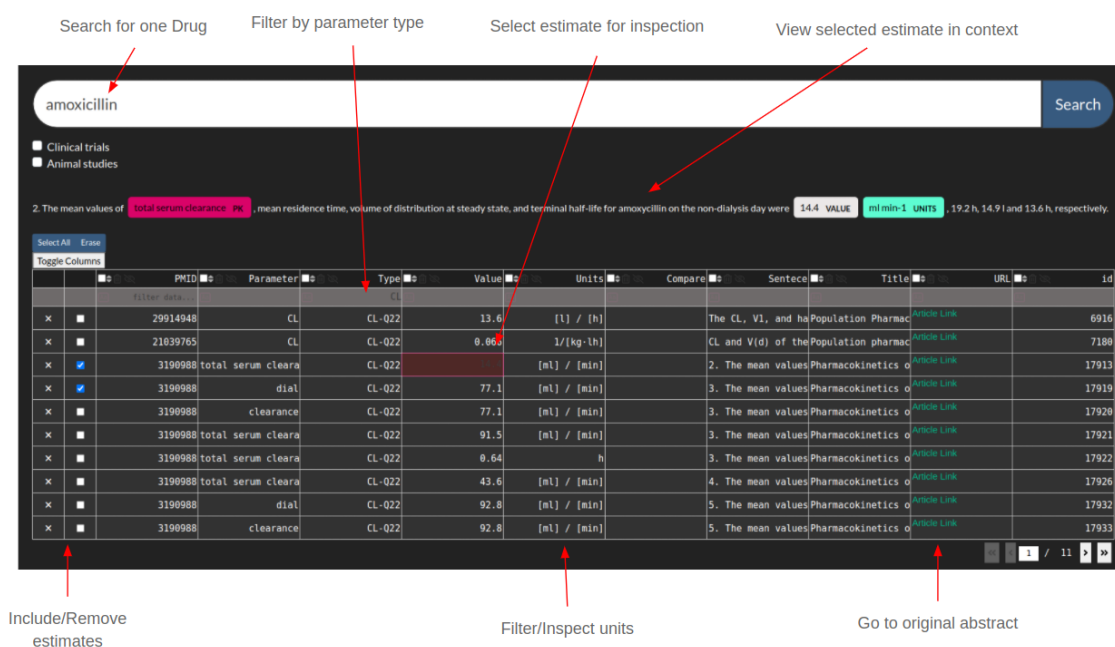 Search for one Drug Filter by parameter type Select estimate for inspection View selected estimate in context
amoxicillin Search
Clinical trials
Animal studies
2. The mean values of total serum clearance PK , mean residence time, volume of distribution at steady state, and terminal half-life for amoxycillin on the non-dialysis day were 14.4 VALUE ml min-1 UNITS , 19.2 h, 14.9 l and 13.6 h, respectively.
Select All Erase
Toggle Columns
PMID Parameter Type Value Units Compare Sentece Title URL id
filter data... CL
× 29914948 CL CL-Q22 13.6 [l] / [h] The CL, V1, and ha Population Pharmac Article Link 6916
× 21039765 CL CL-Q22 1/[kg·lh] CL and V(d) of the Population pharmac Article Link 7180
× 3190988 total serum cleara CL-Q22 [ml] / [min] 2. The mean values Pharmacokinetics o Article Link 17913
× 3190988 dial CL-Q22 77.1 [ml] / [min] 3. The mean values Pharmacokinetics o Article Link 17919
× 3190988 clearance CL-Q22 77.1 [ml] / [min] 3. The mean values Pharmacokinetics o Article Link 17920
× 3190988 total serum cleara CL-Q22 91.5 [ml] / [min] 3. The mean values Pharmacokinetics o Article Link 17921
× 3190988 total serum cleara CL-Q22 0.64 h 3. The mean values Pharmacokinetics o Article Link 17922
× 3190988 total serum cleara CL-Q22 43.6 [ml] / [min] 4. The mean values Pharmacokinetics o Article Link 17926
× 3190988 dial CL-Q22 92.8 [ml] / [min] 5. The mean values Pharmacokinetics o Article Link 17932
× 3190988 clearance CL-Q22 92.8 [ml] / [min] 5. The mean values Pharmacokinetics o Article Link 17933
« ‹ 1 / 11 › »
Include/Remove
estimates
Filter/Inspect units
Go to original abstract